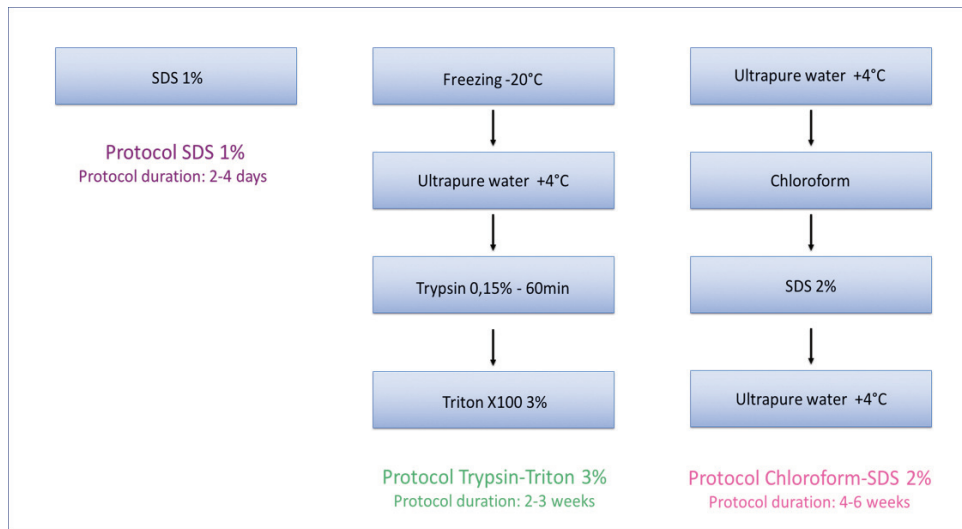 SDS 1%
Protocol SDS 1%
Protocol duration: 2-4 days
Freezing -20°C
Ultrapure water +4°C
Trypsin 0,15% - 60min
Triton X100 3%
Protocol Trypsin-Triton 3%
Protocol duration: 2-3 weeks
Ultrapure water +4°C
Chloroform
SDS 2%
Ultrapure water +4°C
Protocol Chloroform-SDS 2%
Protocol duration: 4-6 weeks